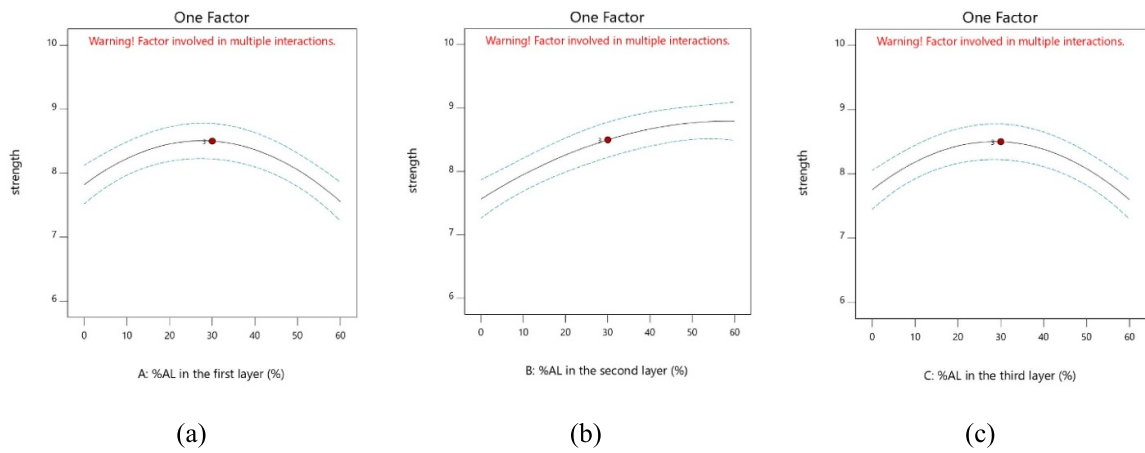 One Factor
Warning! Factor involved in multiple interactions.
10
9
8
7
6
strength
3
0 10 20 30 40 50 60
A: %AL in the first layer (%)
(a)
One Factor
Warning! Factor involved in multiple interactions.
10
9
8
7
6
strength
3
0 10 20 30 40 50 60
B: %AL in the second layer (%)
(b)
One Factor
Warning! Factor involved in multiple interactions.
10
9
8
7
6
strength
3
0 10 20 30 40 50 60
C: %AL in the third layer (%)
(c)